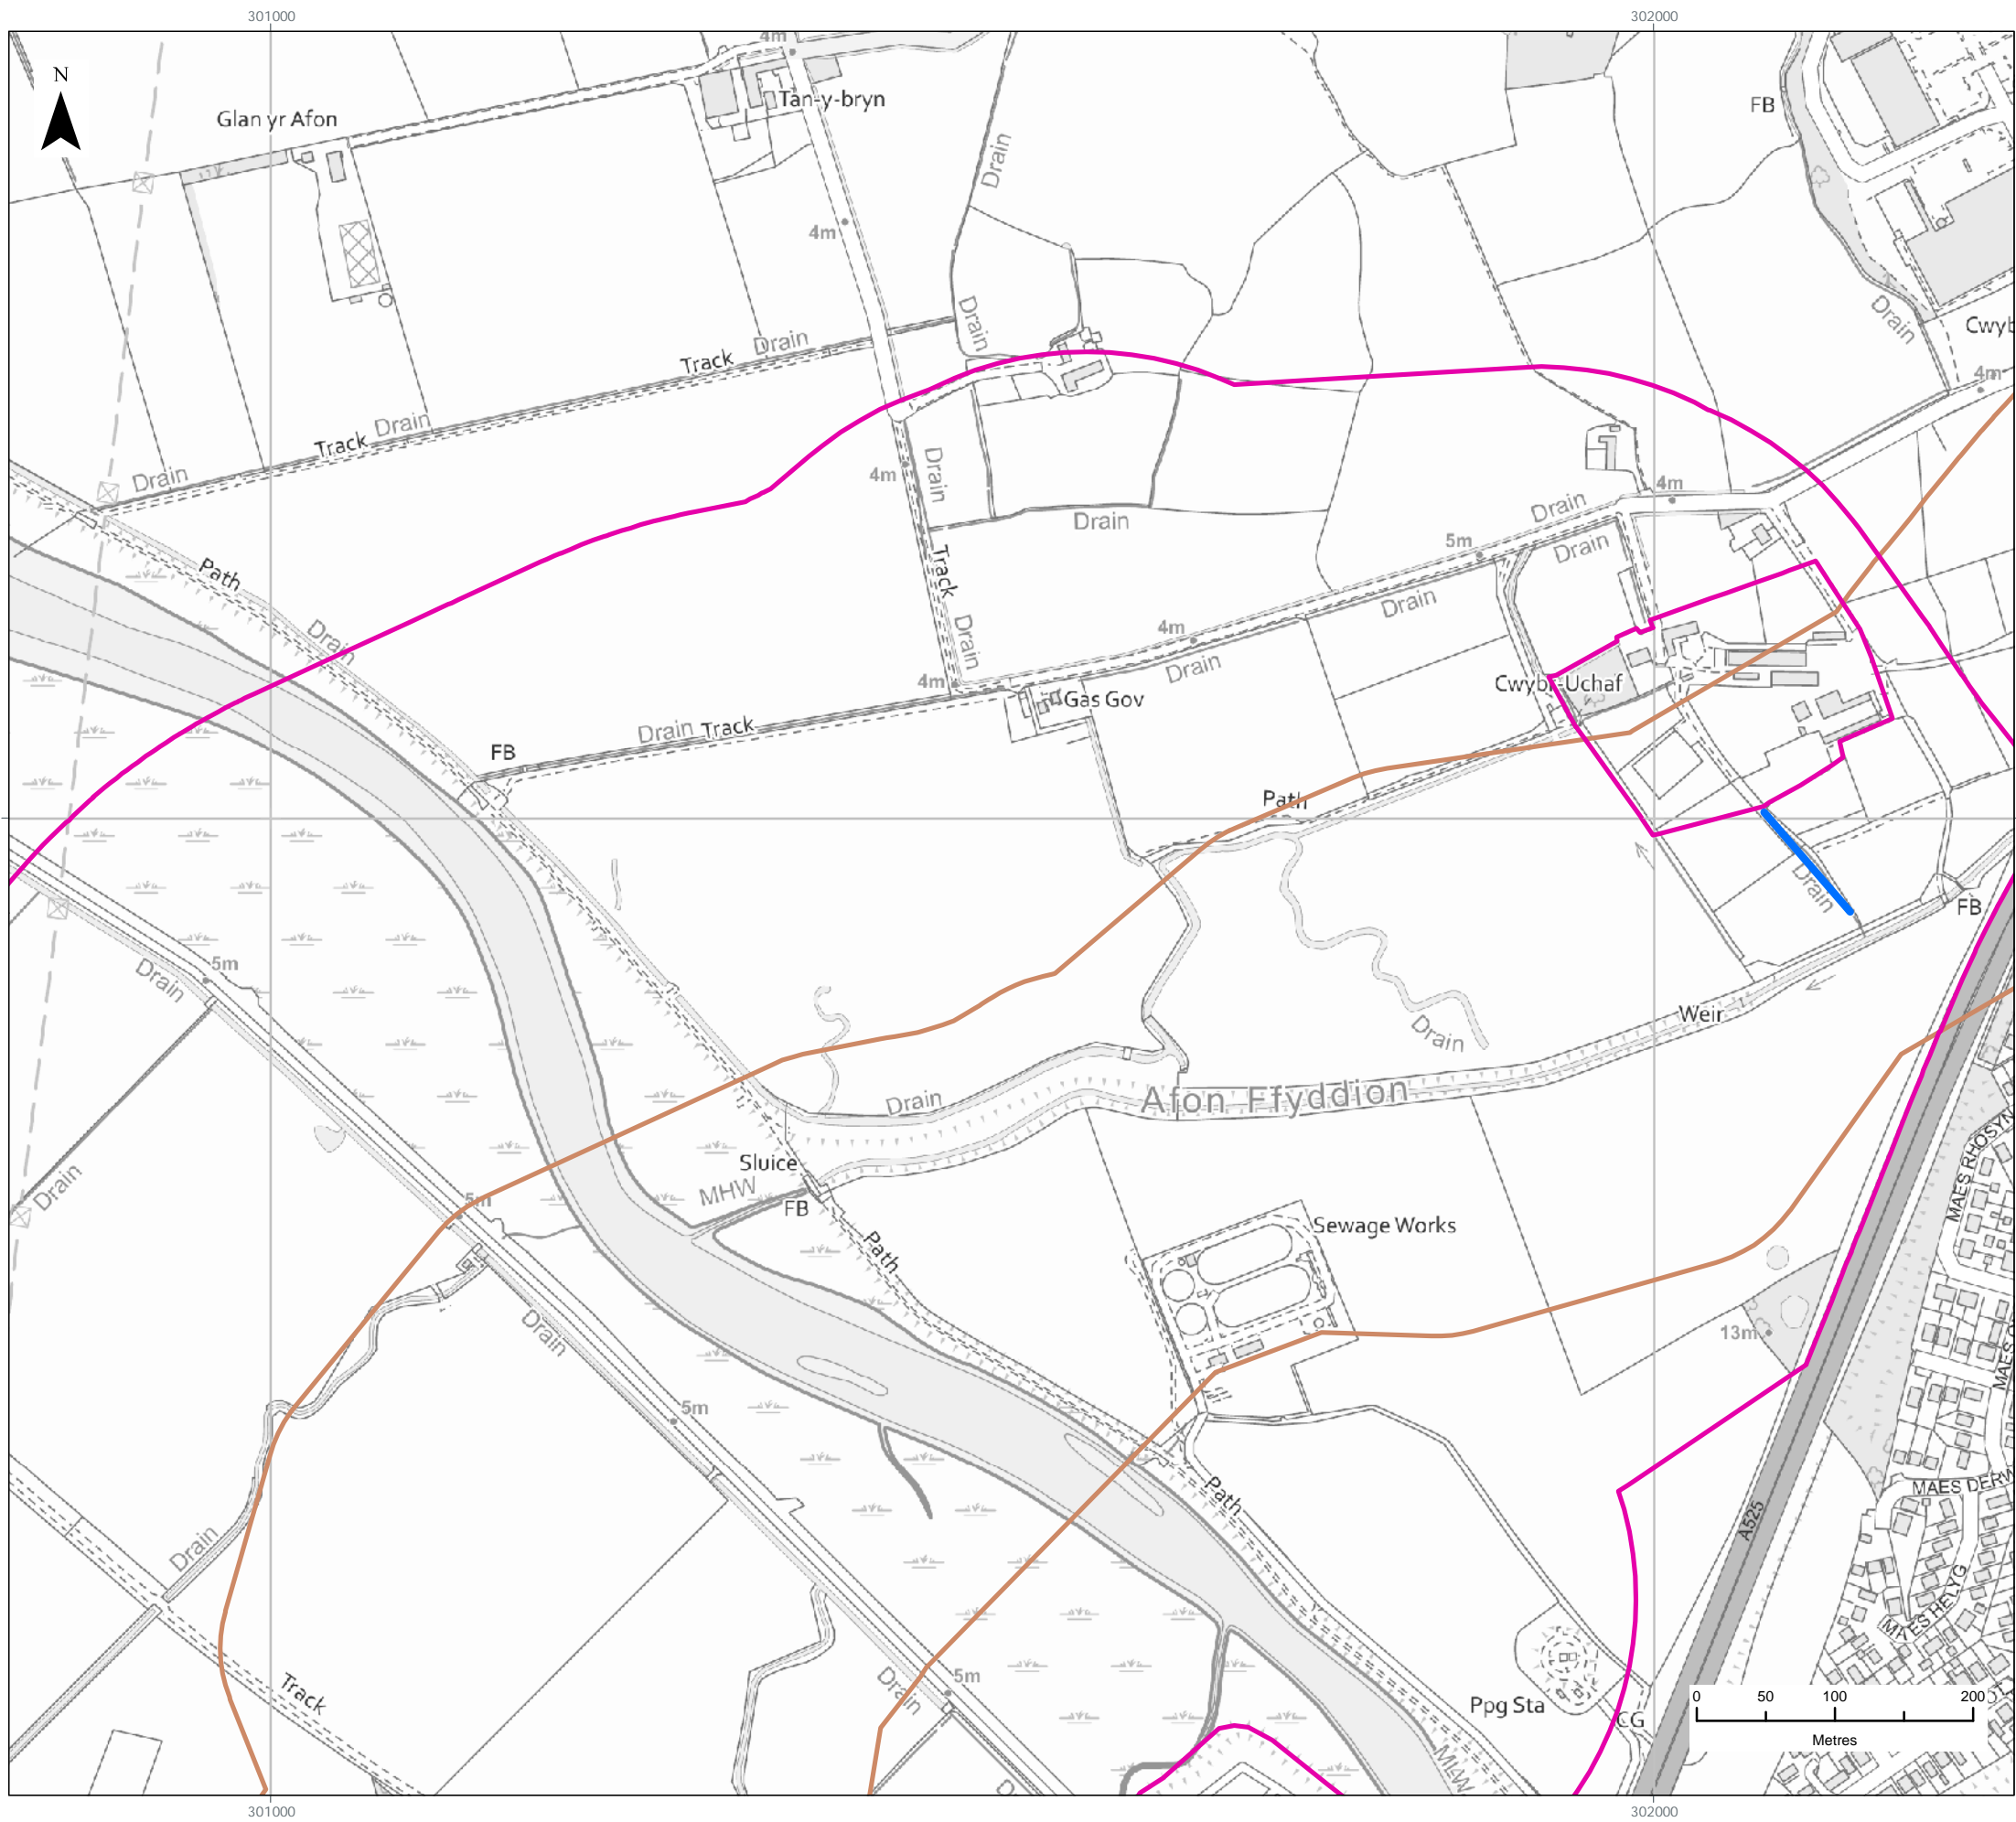 301000
302000
N
4m
Tan-y-bryn
FB
Glan yr Afon
Drain
4m
Drain
Drain
Track
Drain
4m
Track
Drain
Drain
Drain
4m
Drain
4m
Drain
Drain
5m
Drain
Path
Track
Drain
Drain
Drain
4m
Drain
4m
Gas Gov
Cwybr-Uchaf
Drain
Track
FB
Path
Drain
FB
5m
Drain
Weir
Drain
Drain
Afon Ffyddion
Sluice
MHW
FB
Drain
5m
Path
Sewage Works
MAES RHOSYN
Drain
13m
5m
Path
MAES DERW
A525
Drain
MAES HELYG
Track
Drain
5m
Ppg Sta
CG
0
50
100
200
Metres
301000
302000